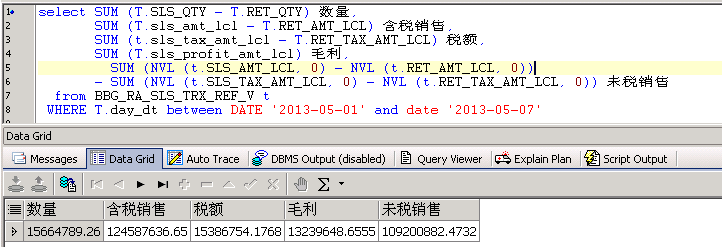 1 select SUM (T.SLS_QTY - T.RET_QTY) 数量,
2 SUM (T.sls_amt_lcl - T.RET_AMT_LCL) 含税销售,
3 SUM (t.sls_tax_amt_lcl - T.RET_TAX_AMT_LCL) 税额,
4 SUM (T.sls_profit_amt_lcl) 毛利,
5 SUM (NVL (t.SLS_AMT_LCL, 0) - NVL (t.RET_AMT_LCL, 0))
6 - SUM (NVL (t.SLS_TAX_AMT_LCL, 0) - NVL (t.RET_TAX_AMT_LCL, 0)) 未税销售
7 from BBG_RA_SLS_TRX_REF_V t
8 WHERE T.day_dt between DATE '2013-05-01' and date '2013-05-07'
Data Grid
Messages Data Grid Auto Trace DBMS Output (disabled) Query Viewer Explain Plan Script Output
数量 含税销售 税额 毛利 未税销售
15664789.26 124587636.65 15386754.1768 13239648.6555 109200882.4732